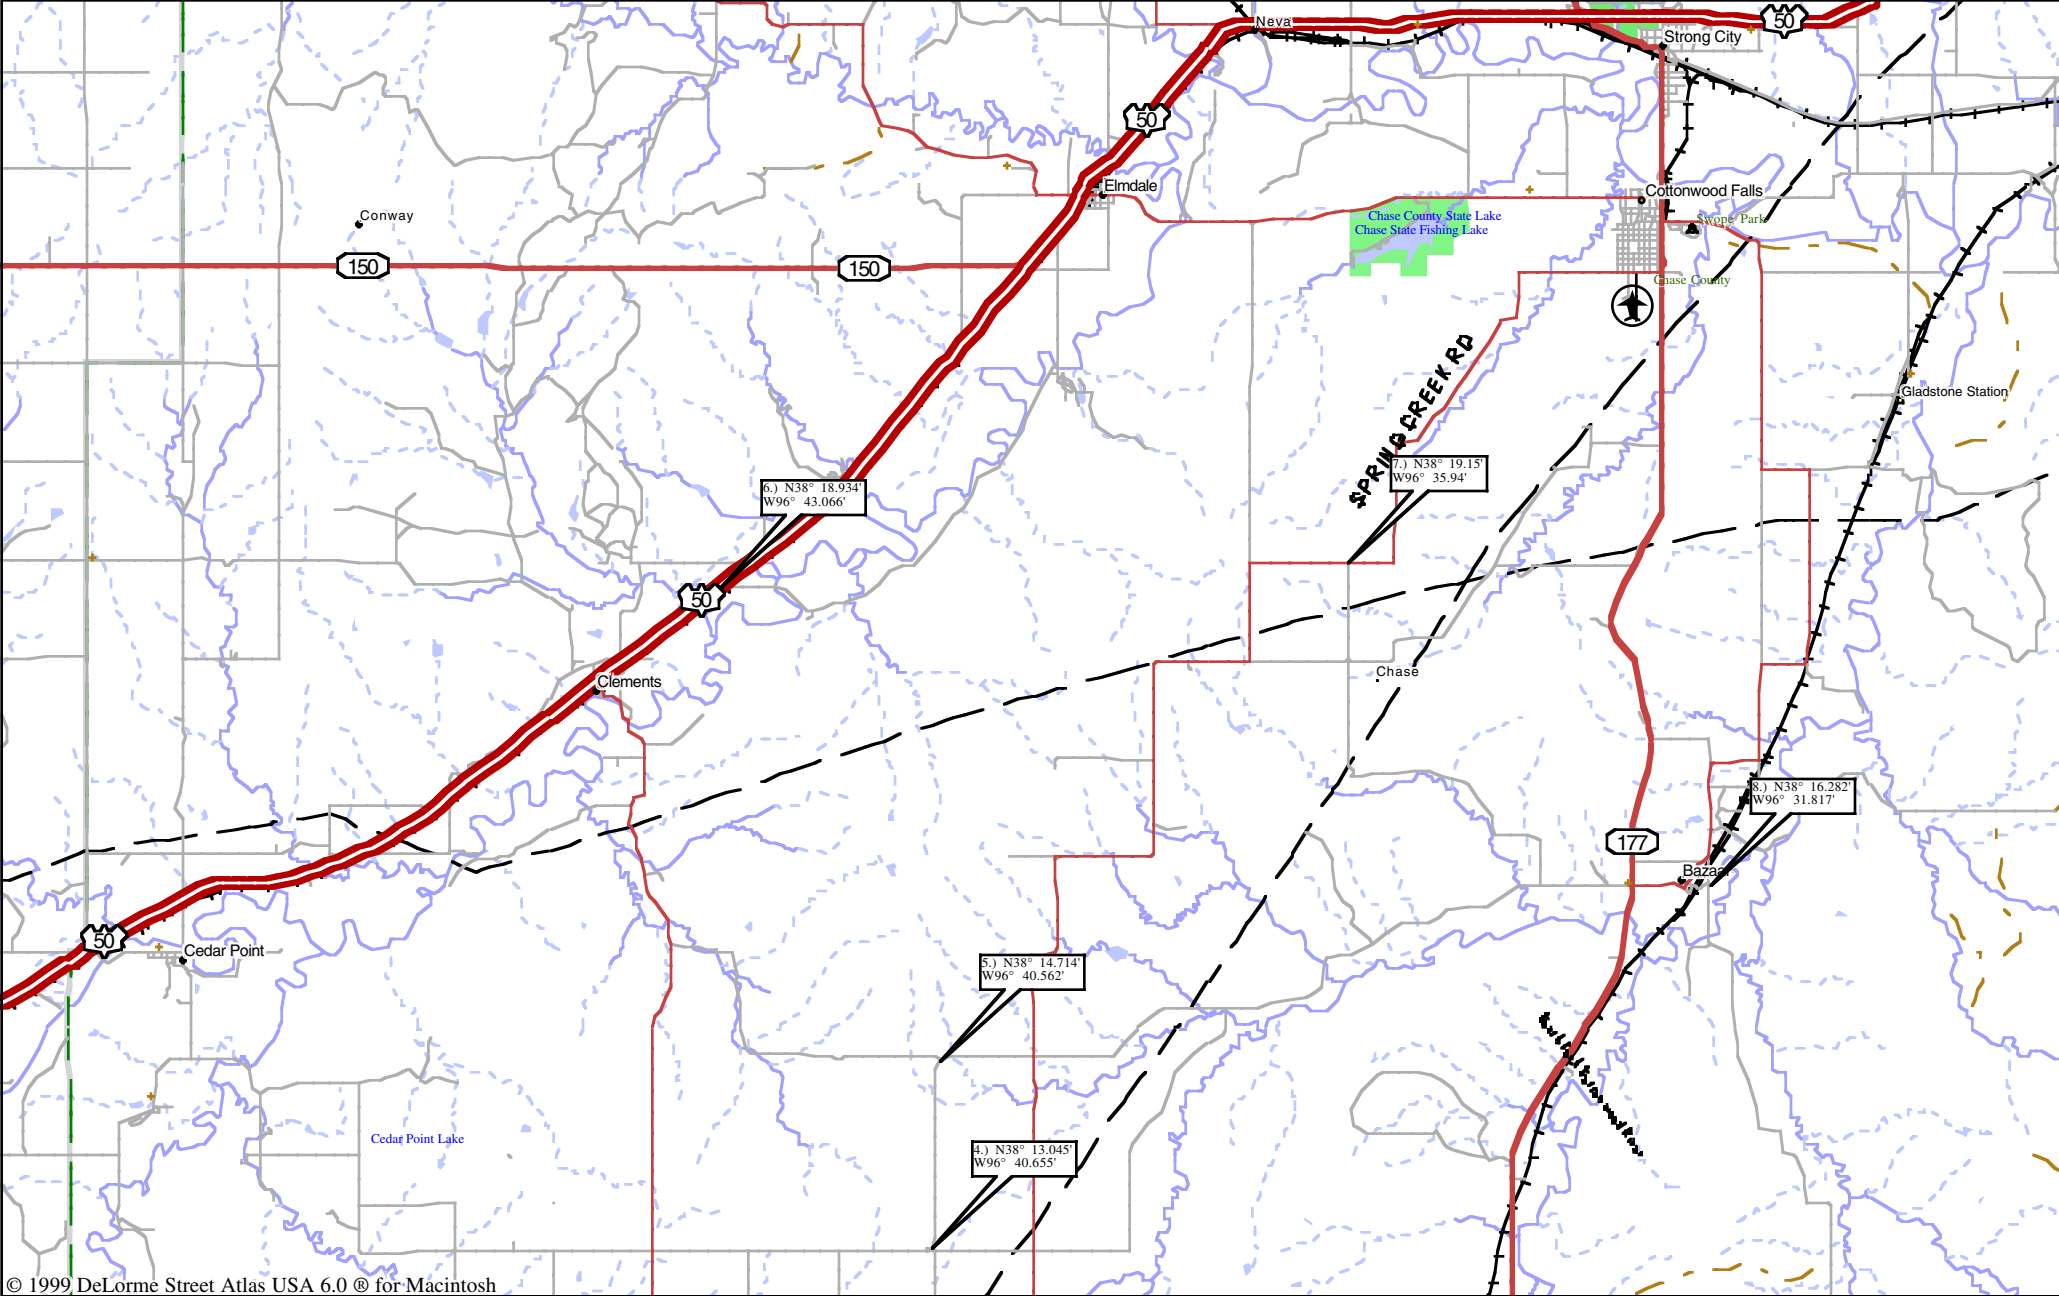 Neva
50
Strong City
50
Elmdale
Cottonwood Falls
Swope Park
Conway
Chase County State Lake
Chase State Fishing Lake
150
150
Chase County
SPRING CREEK RD
Gladstone Station
7.) N38° 19.15'
W96° 35.94'
6.) N38° 18.934'
W96° 43.066'
50
Chase
Clements
8.) N38° 16.282'
W96° 31.817'
177
Bazaar
50
Cedar Point
5.) N38° 14.714'
W96° 40.562'
Cedar Point Lake
4.) N38° 13.045'
W96° 40.655'
© 1999 DeLorme Street Atlas USA 6.0 ® for Macintosh